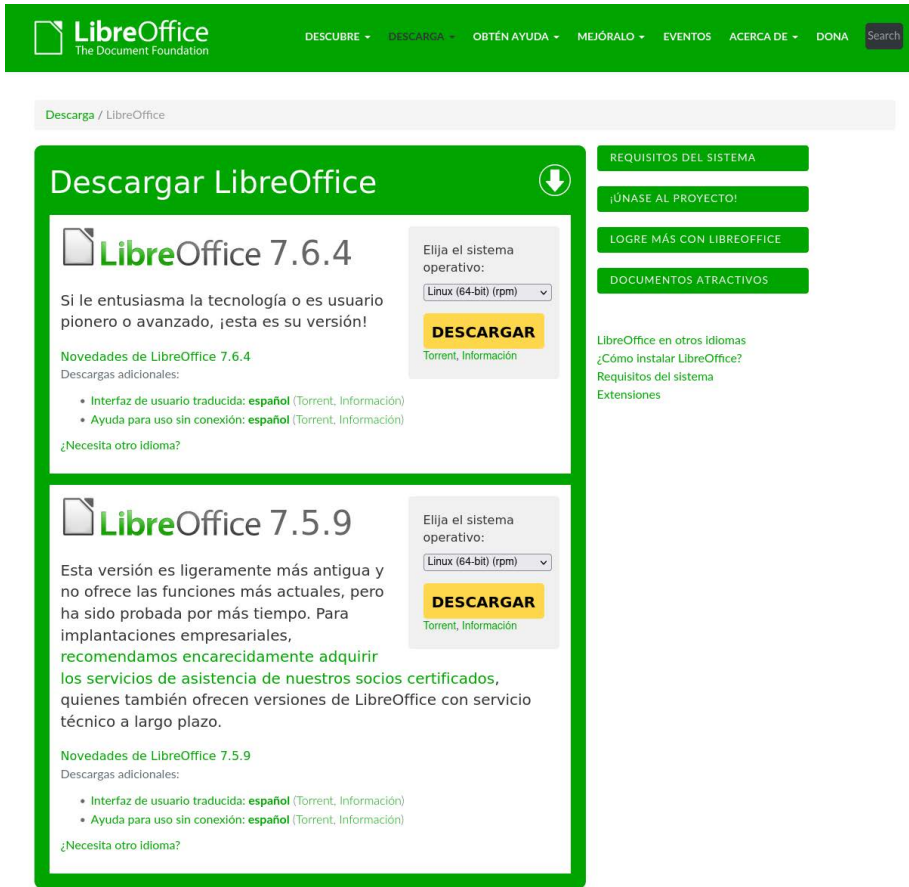 LibreOffice
The Document Foundation
DESCUBRE DESCARGA OBTÉN AYUDA MEJÓRALO EVENTOS ACERCA DE DONA Search
Descarga / LibreOffice
Descargar LibreOffice
LibreOffice 7.6.4
Si le entusiasma la tecnología o es usuario
pionero o avanzado, ¡esta es su versión!
Novedades de LibreOffice 7.6.4
Descargas adicionales:
• Interfaz de usuario traducida: español (Torrent, Información)
• Ayuda para uso sin conexión: español (Torrent, Información)
¿Necesita otro idioma?
Elija el sistema
operativo:
Linux (64-bit) (rpm)
DESCARGAR
Torrent, Información
LibreOffice 7.5.9
Esta versión es ligeramente más antigua y
no ofrece las funciones más actuales, pero
ha sido probada por más tiempo. Para
implantaciones empresariales,
recomendamos encarecidamente adquirir
los servicios de asistencia de nuestros socios certificados,
quienes también ofrecen versiones de LibreOffice con servicio
técnico a largo plazo.
Novedades de LibreOffice 7.5.9
Descargas adicionales:
• Interfaz de usuario traducida: español (Torrent, Información)
• Ayuda para uso sin conexión: español (Torrent, Información)
¿Necesita otro idioma?
Elija el sistema
operativo:
Linux (64-bit) (rpm)
DESCARGAR
Torrent, Información
REQUISITOS DEL SISTEMA
¡ÚNASE AL PROYECTO!
LOGRE MÁS CON LIBREOFFICE
DOCUMENTOS ATRACTIVOS
LibreOffice en otros idiomas
¿Cómo instalar LibreOffice?
Requisitos del sistema
Extensiones